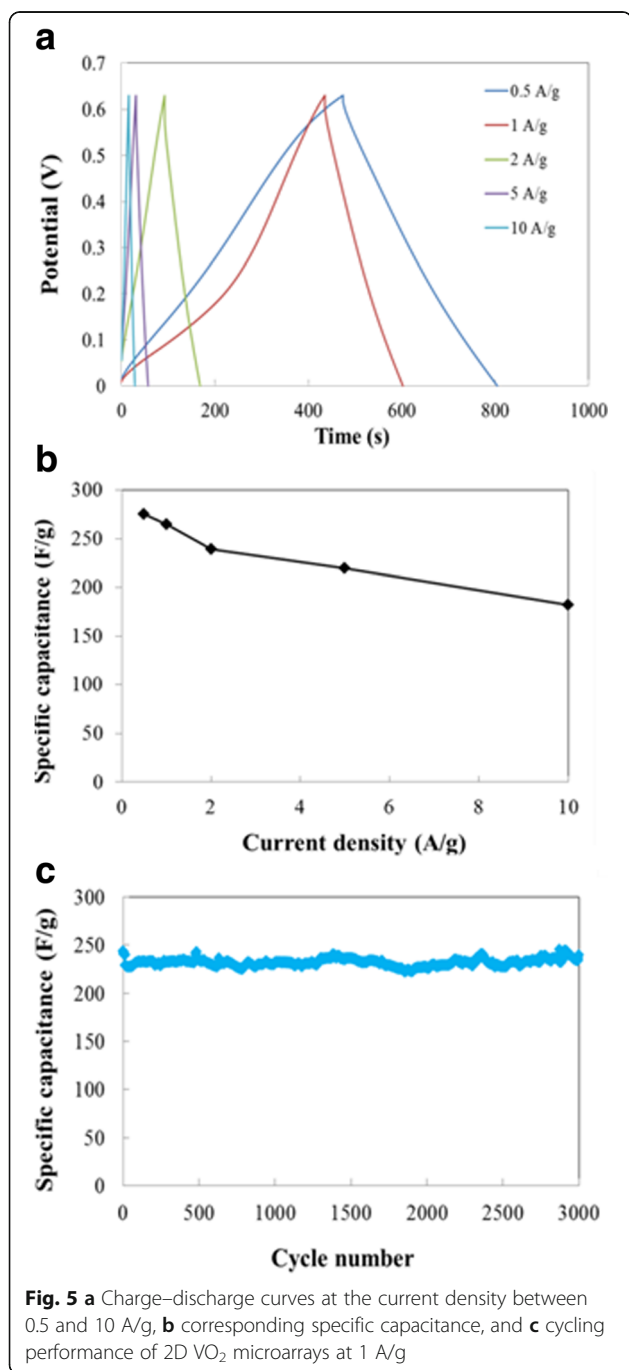 a
0.7
0.6
0.5
0.4
0.3
0.2
0.1
0
Potential (V)
0.5 A/g
1 A/g
2 A/g
5 A/g
10 A/g
0 200 400 600 800 1000
Time (s)
b
300
250
200
150
100
50
0
Specific capacitance (F/g)
0 2 4 6 8 10
Current density (A/g)
c
300
250
200
150
100
50
0
Specific capacitance (F/g)
0 500 1000 1500 2000 2500 3000
Cycle number
Fig. 5 a Charge–discharge curves at the current density between
0.5 and 10 A/g, b corresponding specific capacitance, and c cycling
performance of 2D VO₂ microarrays at 1 A/g